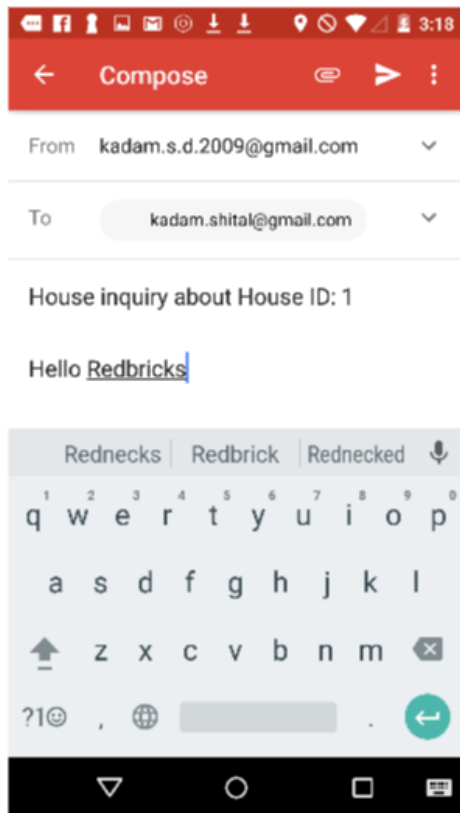 3:18
Compose
From kadam.s.d.2009@gmail.com
To kadam.shital@gmail.com
House inquiry about House ID: 1
Hello Redbricks
Rednecks Redbrick Rednecked
1 2 3 4 5 6 7 8 9 0
q w e r t y u i o p
a s d f g h j k l
z x c v b n m
?1☺ , .